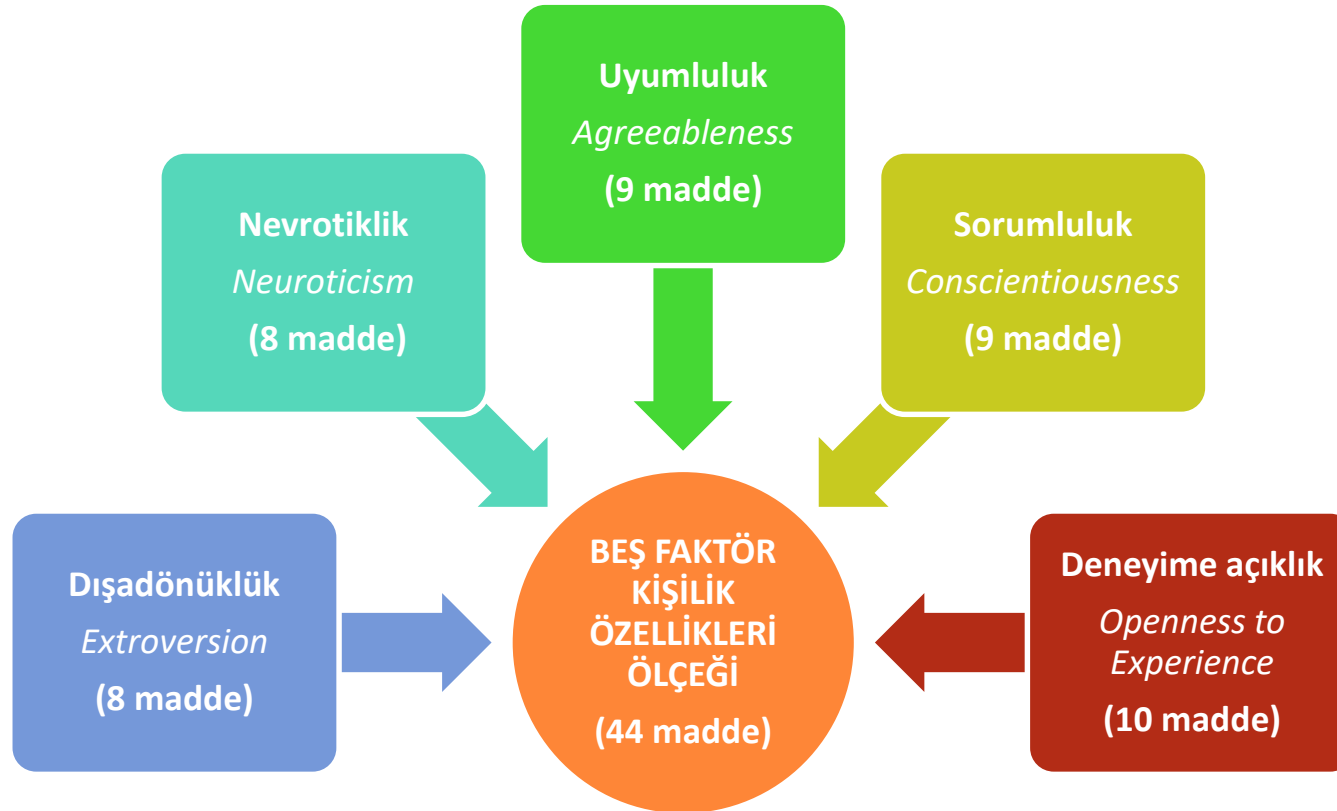 Uyumluluk
Agreeableness
(9 madde)
Nevrotiklik
Neuroticism
(8 madde)
Sorumluluk
Conscientiousness
(9 madde)
Dışadönüklük
Extroversion
(8 madde)
BEŞ FAKTÖR
KİŞİLİK
ÖZELLİKLERİ
ÖLÇEĞİ
(44 madde)
Deneyime açıklık
Openness to
Experience
(10 madde)